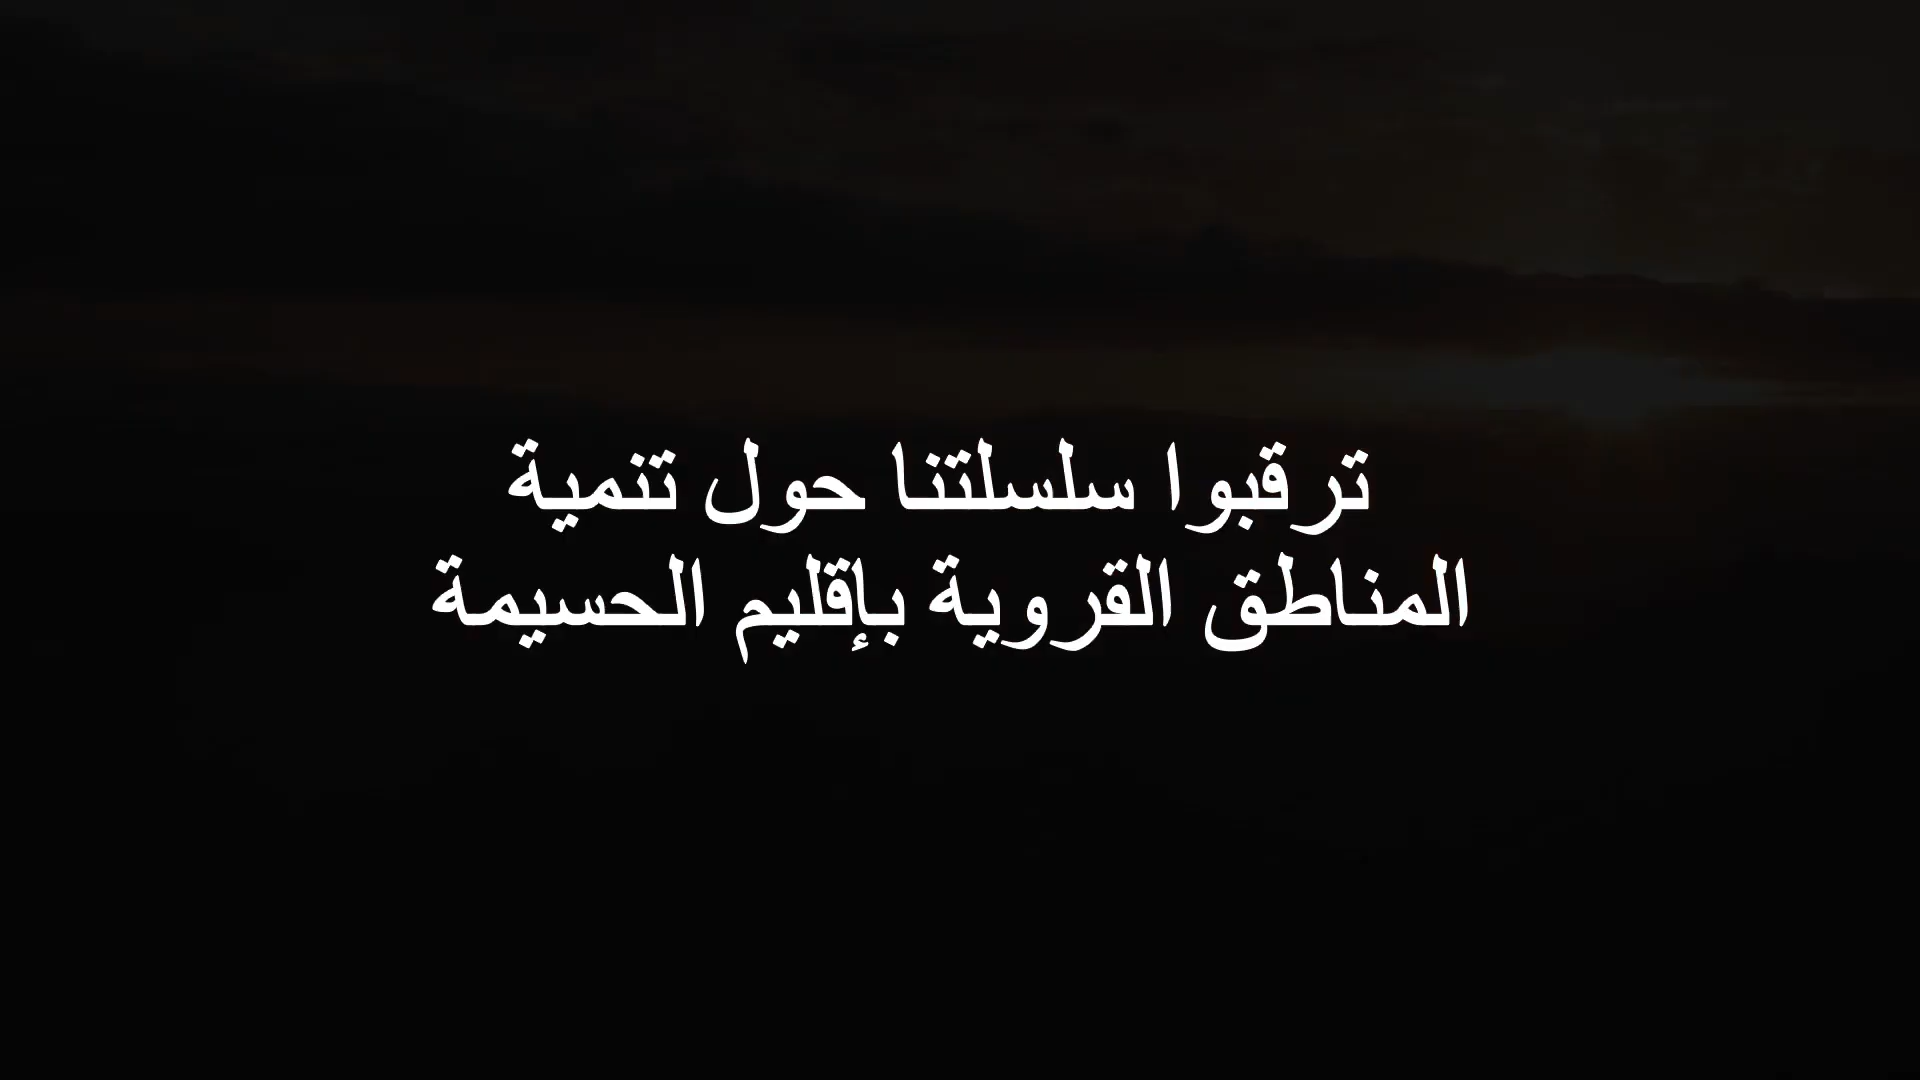 ترقبوا سلسلتنا حول تنمية
المناطق القروية بإقليم الحسيمة